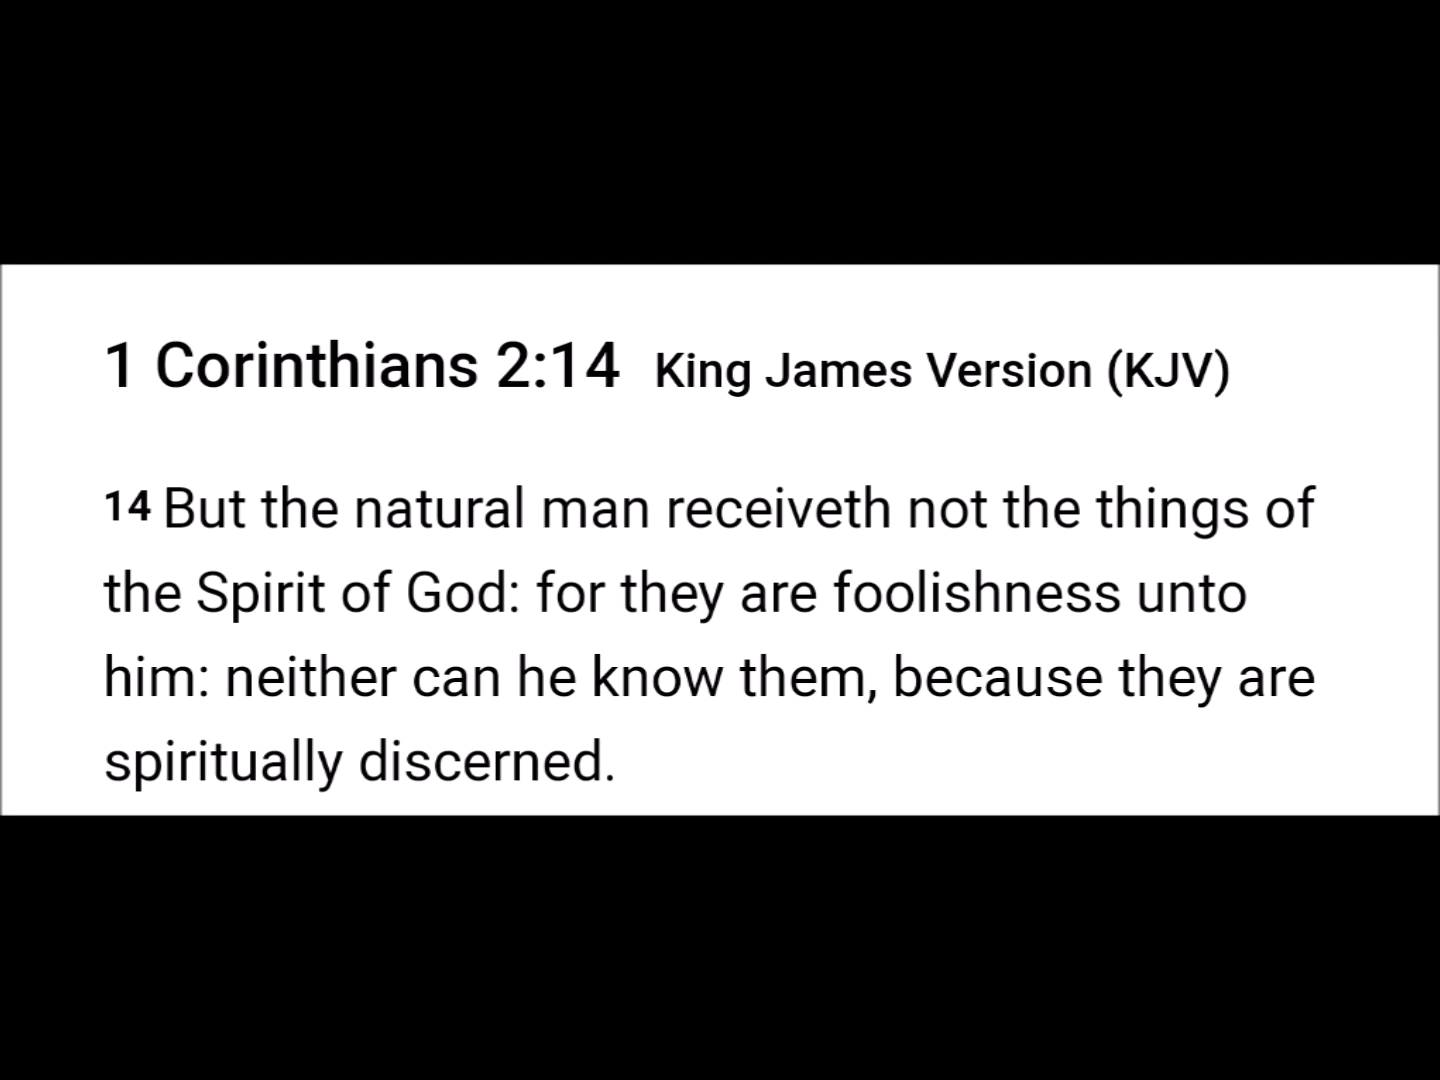 1 Corinthians 2:14 King James Version (KJV)
14 But the natural man receiveth not the things of
the Spirit of God: for they are foolishness unto
him: neither can he know them, because they are
spiritually discerned.